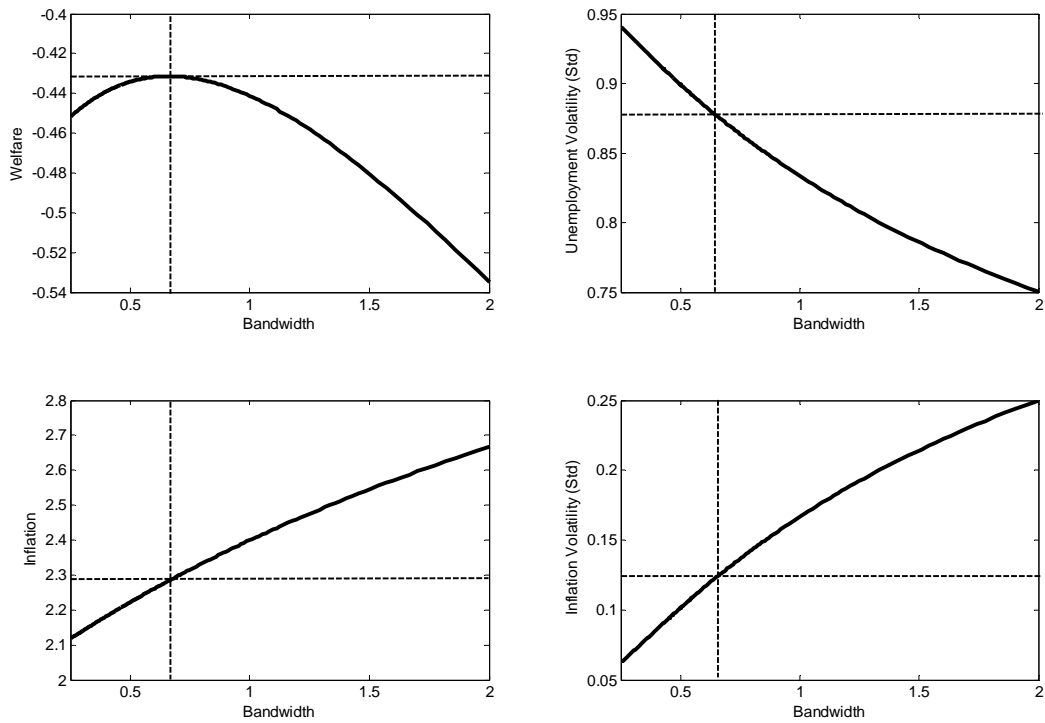 -0.4
-0.42
-0.44
-0.46
-0.48
-0.5
-0.52
-0.54
Welfare
0.5 1 1.5 2
Bandwidth
0.95
0.9
0.85
0.8
0.75
Unemployment Volatility (Std)
0.5 1 1.5 2
Bandwidth
2.8
2.7
2.6
2.5
2.4
2.3
2.2
2.1
2
Inflation
0.5 1 1.5 2
Bandwidth
0.25
0.2
0.15
0.1
0.05
Inflation Volatility (Std)
0.5 1 1.5 2
Bandwidth